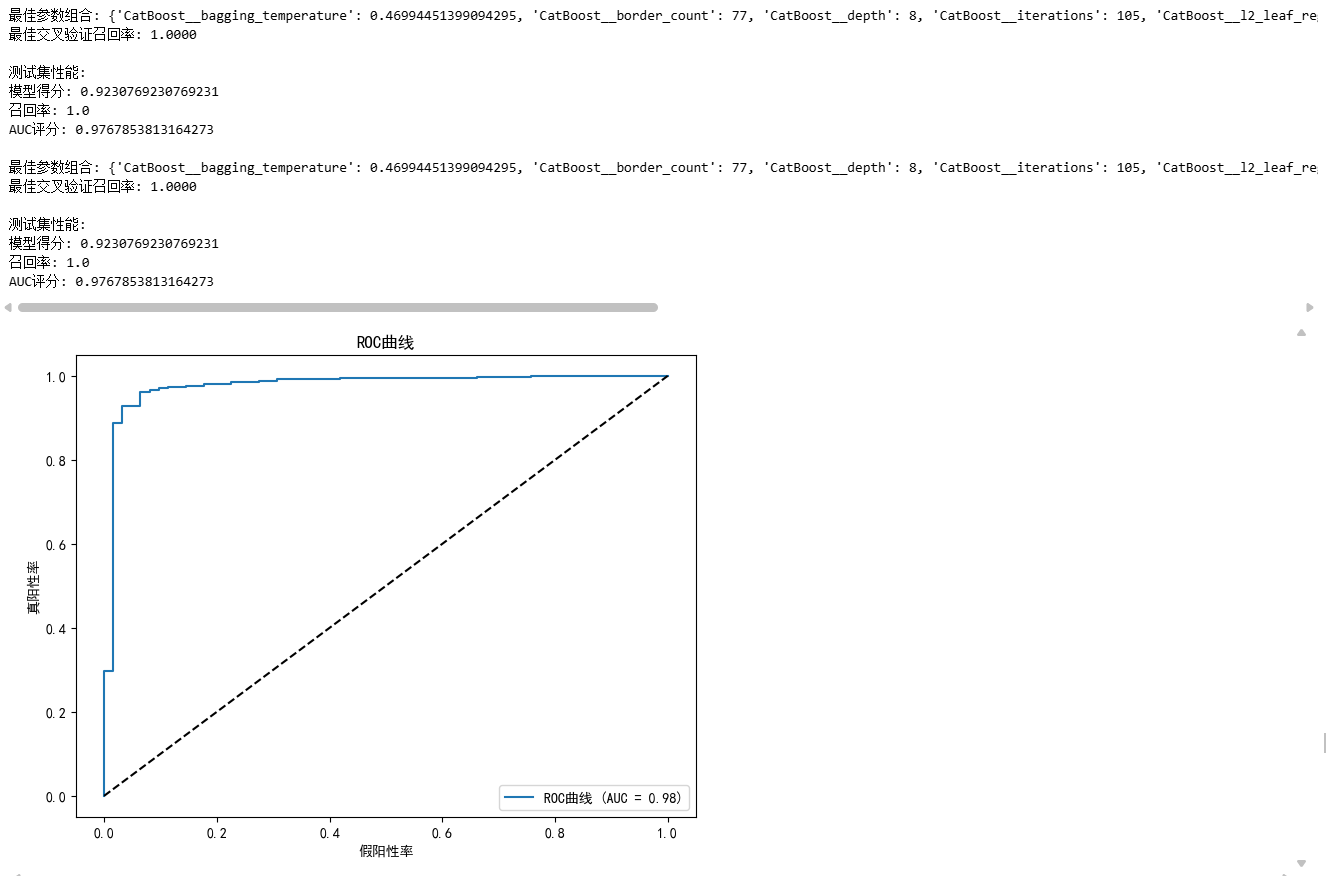 最佳参数组合: {'CatBoost__bagging_temperature': 0.46994451399094295, 'CatBoost__border_count': 77, 'CatBoost__depth': 8, 'CatBoost__iterations': 105, 'CatBoost__l2_leaf_re
最佳交叉验证召回率: 1.0000
测试集性能:
模型得分: 0.9230769230769231
召回率: 1.0
AUC评分: 0.9767853813164273
最佳参数组合: {'CatBoost__bagging_temperature': 0.46994451399094295, 'CatBoost__border_count': 77, 'CatBoost__depth': 8, 'CatBoost__iterations': 105, 'CatBoost__l2_leaf_re
最佳交叉验证召回率: 1.0000
测试集性能:
模型得分: 0.9230769230769231
召回率: 1.0
AUC评分: 0.9767853813164273
ROC曲线
1.0
0.8
0.6
0.4
0.2
0.0
真阳性率
ROC曲线 (AUC = 0.98)
0.0 0.2 0.4 0.6 0.8 1.0
假阳性率